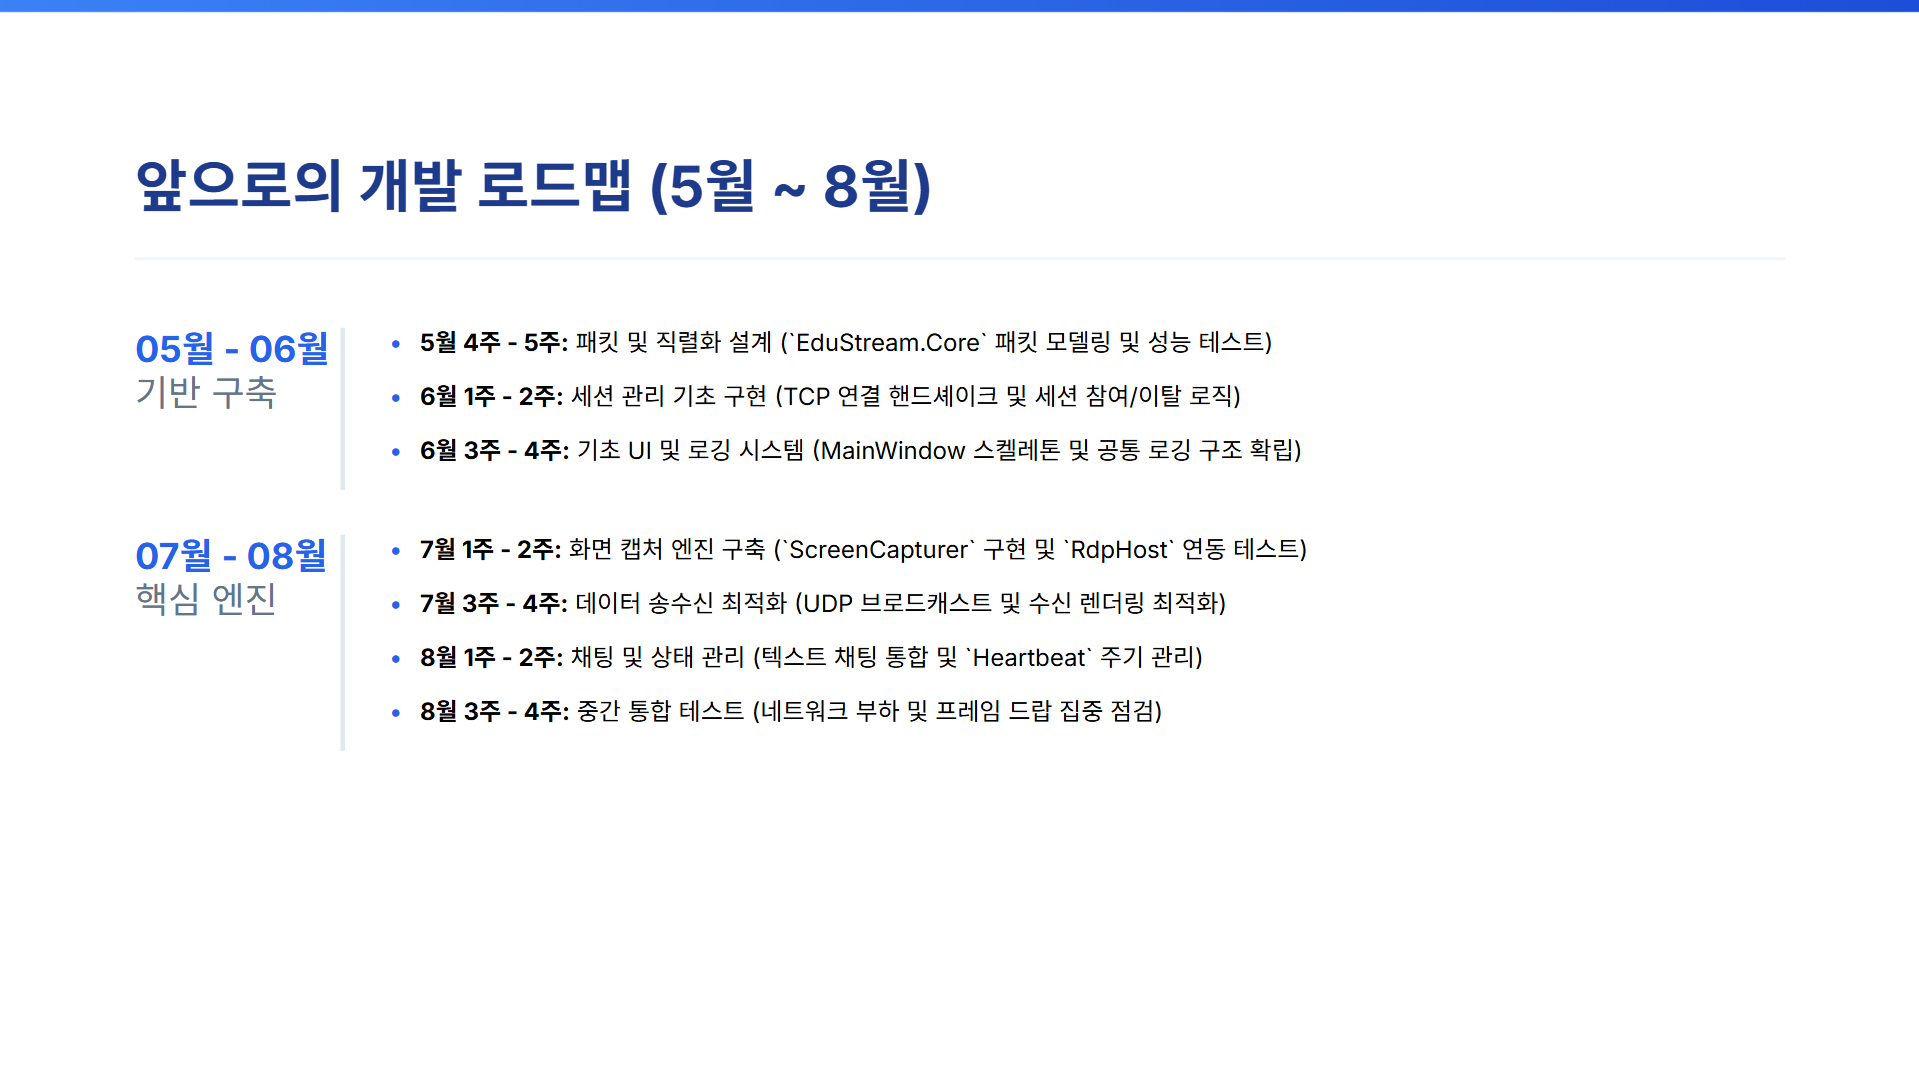 앞으로의 개발 로드맵 (5월 ~ 8월)
05월 - 06월
기반 구축
• 5월 4주 - 5주: 패킷 및 직렬화 설계 (`EduStream.Core` 패킷 모델링 및 성능 테스트)
• 6월 1주 - 2주: 세션 관리 기초 구현 (TCP 연결 핸드셰이크 및 세션 참여/이탈 로직)
• 6월 3주 - 4주: 기초 UI 및 로깅 시스템 (MainWindow 스켈레톤 및 공통 로깅 구조 확립)
07월 - 08월
핵심 엔진
• 7월 1주 - 2주: 화면 캡처 엔진 구축 (`ScreenCapturer` 구현 및 `RdpHost` 연동 테스트)
• 7월 3주 - 4주: 데이터 송수신 최적화 (UDP 브로드캐스트 및 수신 렌더링 최적화)
• 8월 1주 - 2주: 채팅 및 상태 관리 (텍스트 채팅 통합 및 `Heartbeat` 주기 관리)
• 8월 3주 - 4주: 중간 통합 테스트 (네트워크 부하 및 프레임 드랍 집중 점검)